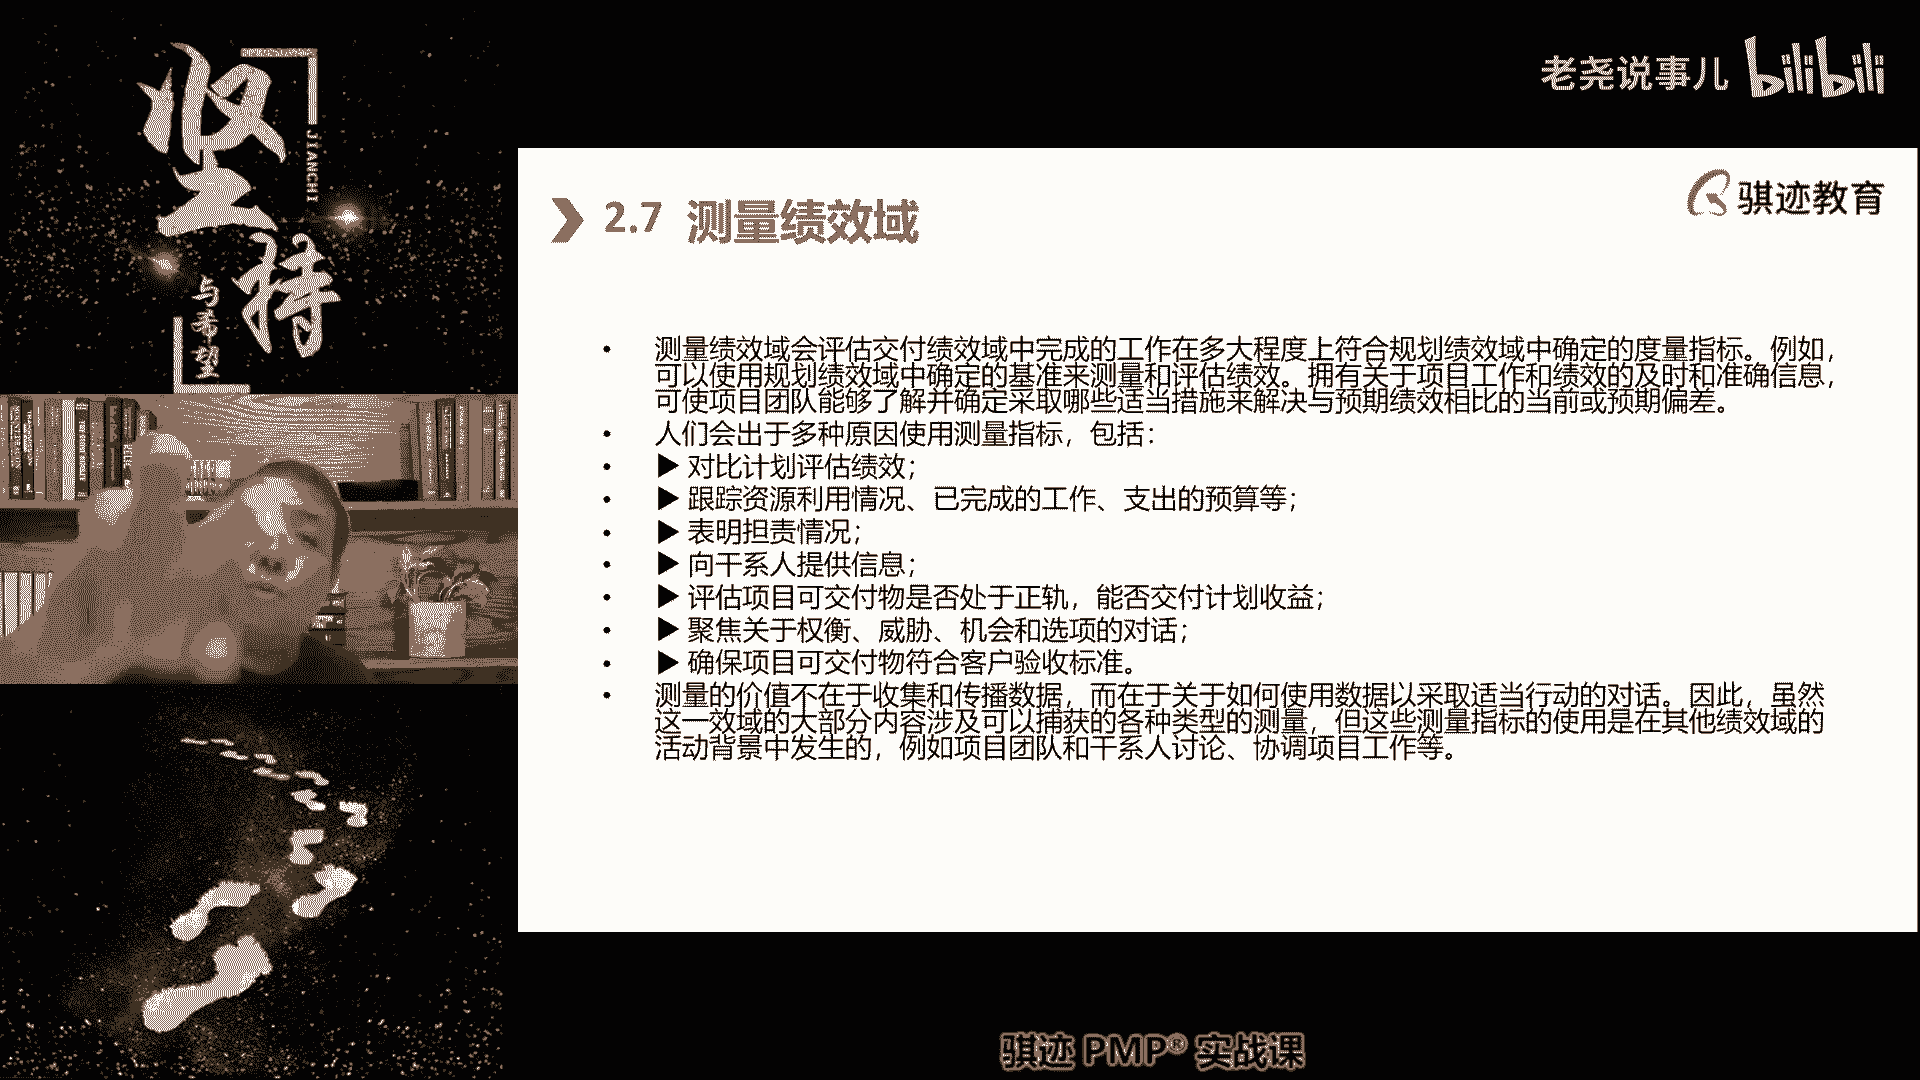 坚持
JIANCHI
与希望
老尧说事儿 bilibili
骐迹教育
2.7 测量绩效域
• 测量绩效域会评估交付绩效域中完成的工作在多大程度上符合规划绩效域中确定的度量指标。例如，
可以使用规划绩效域中确定的基准来测量和评估绩效。拥有关于项目工作和绩效的及时和准确信息，
可使项目团队能够了解并确定采取哪些适当措施来解决与预期绩效相比的当前或预期偏差。
• 人们会出于多种原因使用测量指标，包括：
• ▶ 对比计划评估绩效；
• ▶ 跟踪资源利用情况、已完成的工作、支出的预算等；
• ▶ 表明担责情况；
• ▶ 向干系人提供信息；
• ▶ 评估项目可交付物是否处于正轨，能否交付计划收益；
• ▶ 聚焦关于权衡、威胁、机会和选项的对话；
• ▶ 确保项目可交付物符合客户验收标准。
• 测量的价值不在于收集和传播数据，而在于关于如何使用数据以采取适当行动的对话。因此，虽然
这一效域的大部分内容涉及可以捕获的各种类型的测量，但这些测量指标的使用是在其他绩效域的
活动背景中发生的，例如项目团队和干系人讨论、协调项目工作等。
骐迹 PMP® 实战课